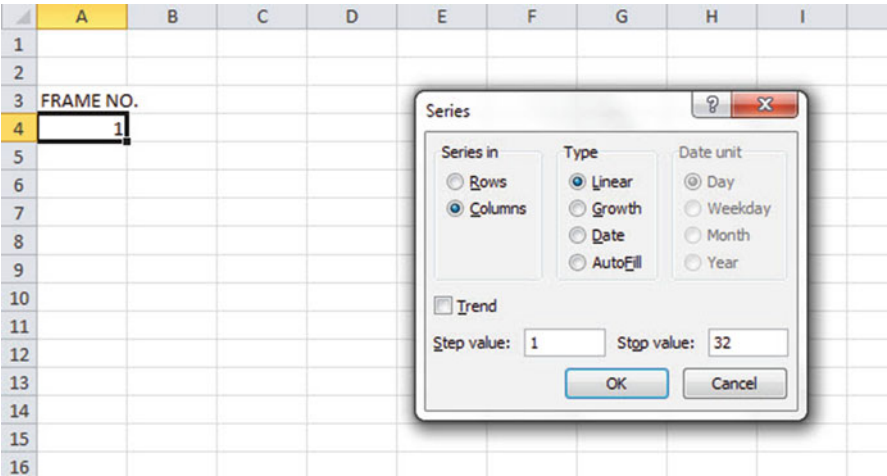 A B C D E F G H I
1
2
3 FRAME NO.
4 1
5
6
7
8
9
10
11
12
13
14
15
16
Series ? X
Series in Type Date unit
Rows Linear Day
Columns Growth Weekday
Date Month
AutoFill Year
Trend
Step value: 1 Stop value: 32
OK Cancel